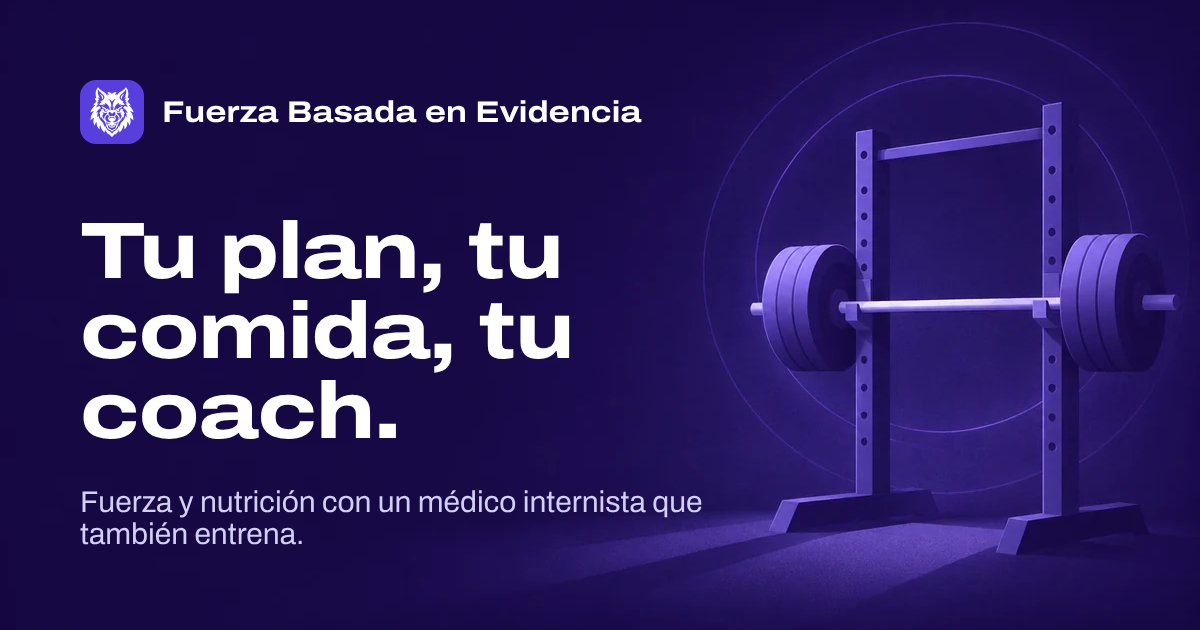 Fuerza Basada en Evidencia
Tu plan, tu
comida, tu
coach.
Fuerza y nutrición con un médico internista que
también entrena.